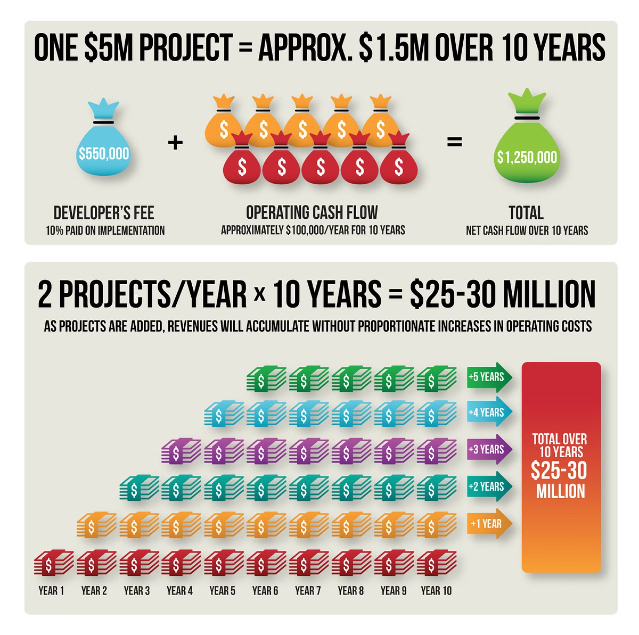 ONE $5M PROJECT = APPROX. $1.5M OVER 10 YEARS
$550,000
+
$ $ $ $ $
$ $ $ $ $
=
$1,250,000
DEVELOPER'S FEE
10% PAID ON IMPLEMENTATION
OPERATING CASH FLOW
APPROXIMATELY $100,000/YEAR FOR 10 YEARS
TOTAL
NET CASH FLOW OVER 10 YEARS
2 PROJECTS/YEAR x 10 YEARS = $25-30 MILLION
AS PROJECTS ARE ADDED, REVENUES WILL ACCUMULATE WITHOUT PROPORTIONATE INCREASES IN OPERATING COSTS
$ $ $ $ $ +5 YEARS
$ $ $ $ $ $ +4 YEARS
$ $ $ $ $ $ $ +3 YEARS
$ $ $ $ $ $ $ $ +2 YEARS
$ $ $ $ $ $ $ $ $ +1 YEAR
$ $ $ $ $ $ $ $ $ $
YEAR 1 YEAR 2 YEAR 3 YEAR 4 YEAR 5 YEAR 6 YEAR 7 YEAR 8 YEAR 9 YEAR 10
TOTAL OVER
10 YEARS
$25-30
MILLION